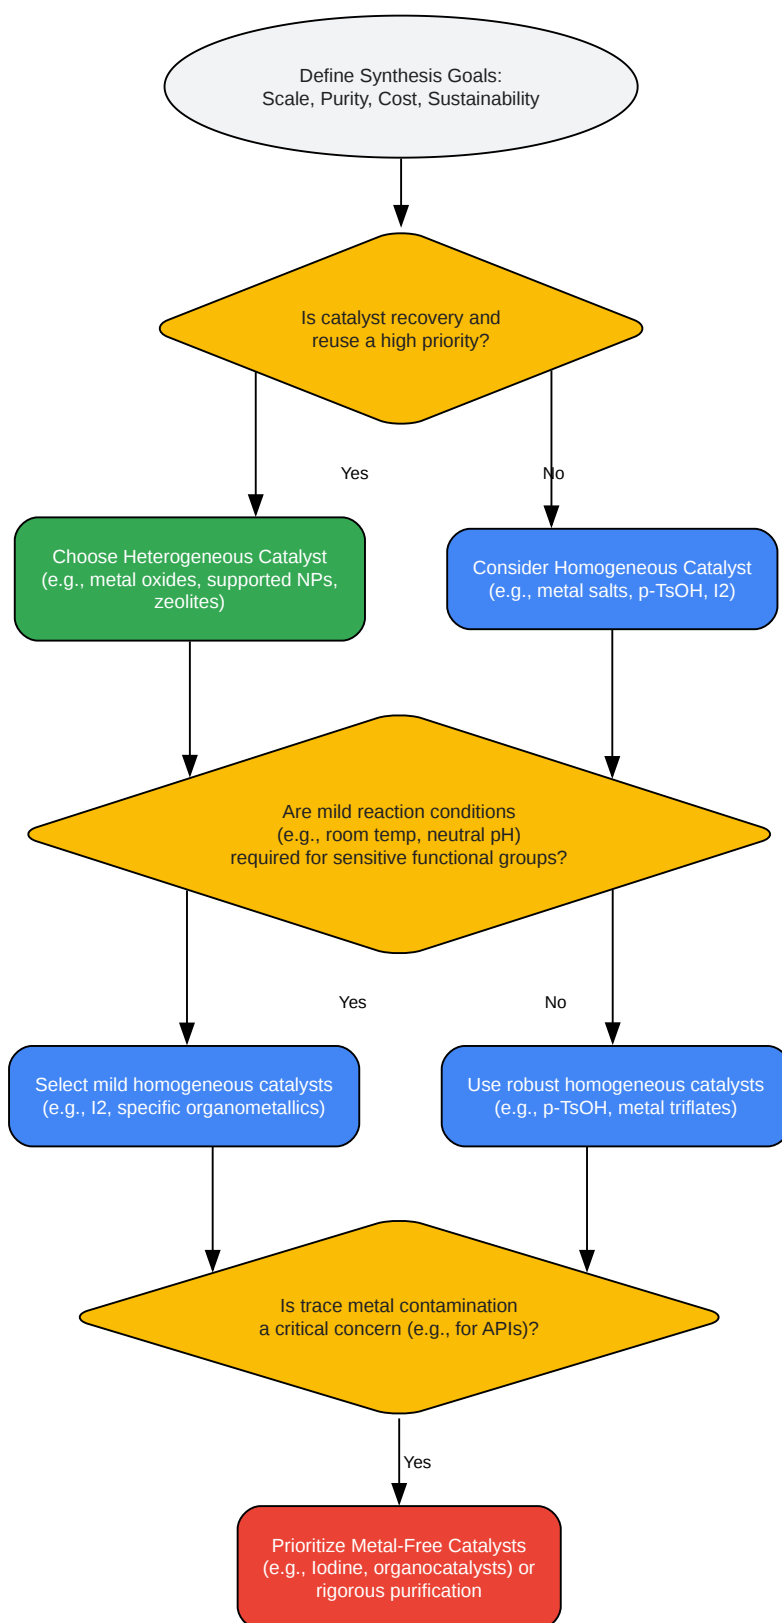 Define Synthesis Goals:
Scale, Purity, Cost, Sustainability
Is catalyst recovery and
reuse a high priority?
Yes
No
Choose Heterogeneous Catalyst
(e.g., metal oxides, supported NPs,
zeolites)
Consider Homogeneous Catalyst
(e.g., metal salts, p-TsOH, I2)
Are mild reaction conditions
(e.g., room temp, neutral pH)
required for sensitive functional groups?
Yes
No
Select mild homogeneous catalysts
(e.g., I2, specific organometallics)
Use robust homogeneous catalysts
(e.g., p-TsOH, metal triflates)
Is trace metal contamination
a critical concern (e.g., for APIs)?
Yes
Prioritize Metal-Free Catalysts
(e.g., Iodine, organocatalysts) or
rigorous purification